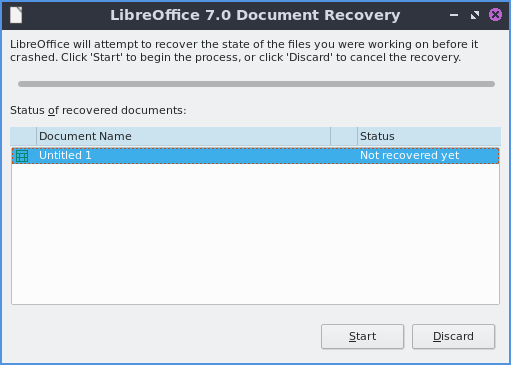 LibreOffice 7.0 Document Recovery
LibreOffice will attempt to recover the state of the files you were working on before it
crashed. Click 'Start' to begin the process, or click 'Discard' to cancel the recovery.
Status of recovered documents:
Document Name Status
Untitled 1 Not recovered yet
Start Discard